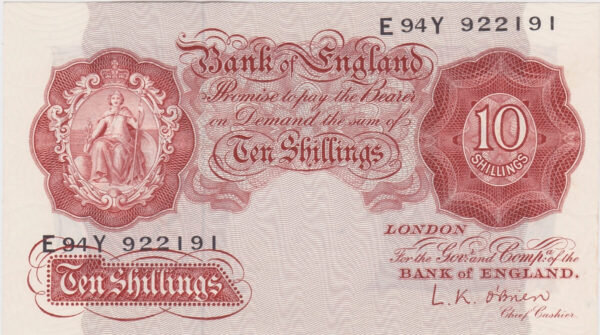 E94Y 922191
Bank of England
Promise to pay the Bearer
on Demand the sum of
Ten Shillings
10
SHILLINGS
LONDON
For the Govr. and Compa. of the
BANK OF ENGLAND.
L. K. O'Brien
Chief Cashier.
E94Y 922191
Ten Shillings